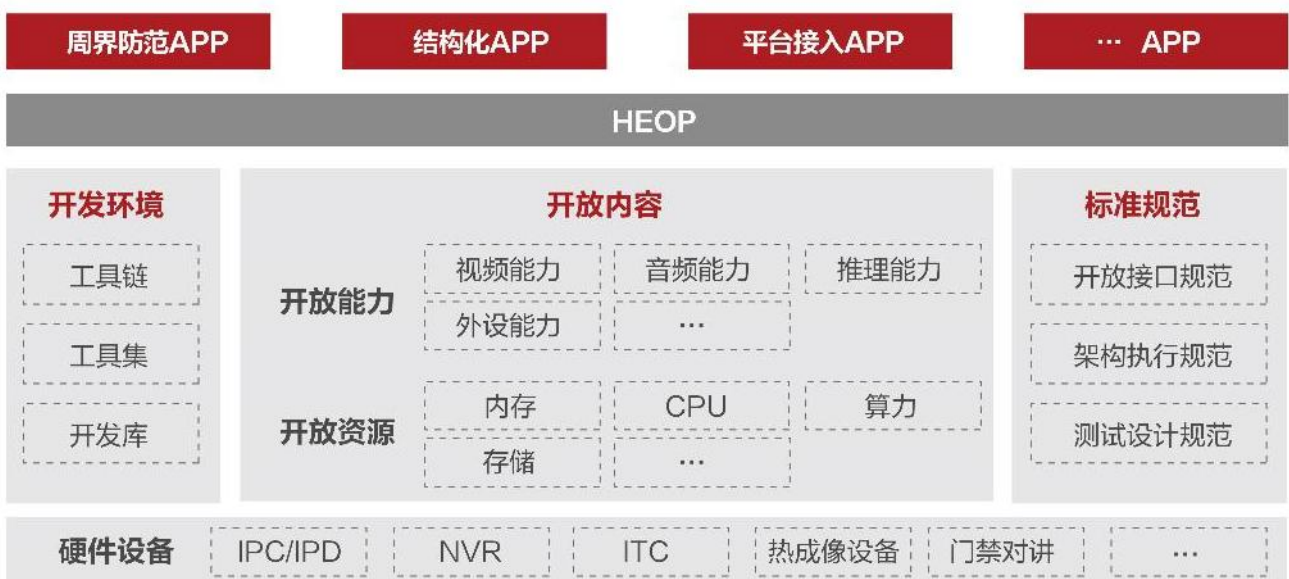 周界防范APP 结构化APP 平台接入APP … APP
HEOP
开发环境
工具链
工具集
开发库
开放内容
开放能力
视频能力 音频能力 推理能力
外设能力 …
开放资源
内存 CPU 算力
存储 …
标准规范
开放接口规范
架构执行规范
测试设计规范
硬件设备 IPC/IPD NVR ITC 热成像设备 门禁对讲 …